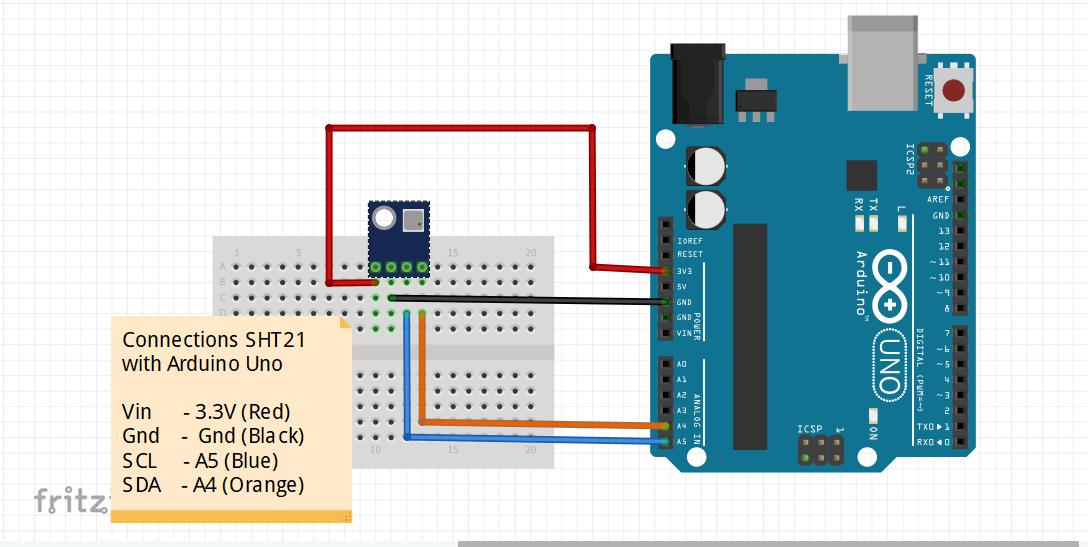 RESET
ICSP2
AREF
GND
13
12
~11
~10
~9
8
7
~6
~5
4
~3
2
TX0▶1
RX0◀0
RX
TX
L
IOREF
RESET
3V3
5V
GND
GND
VIN
POWER
A0
A1
A2
A3
A4
A5
ANALOG IN
Arduino™
UNO
DIGITAL (PWM=~)
ON
ICSP
1
1 5 15 20
A
B
C
D
10 15 20
Connections SHT21
with Arduino Uno
Vin - 3.3V (Red)
Gnd - Gnd (Black)
SCL - A5 (Blue)
SDA - A4 (Orange)
fritz